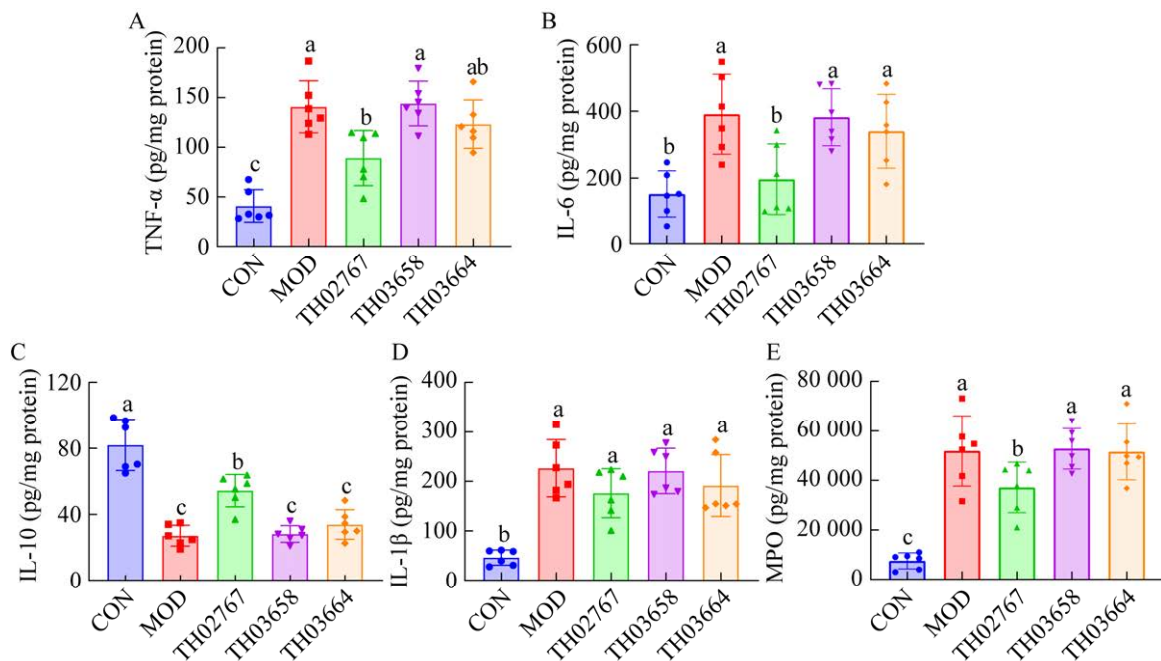 A
TNF-α (pg/mg protein)
200
150
100
50
0
c
a
b
a
ab
CON
MOD
TH02767
TH03658
TH03664
B
IL-6 (pg/mg protein)
600
400
200
0
b
a
b
a
a
CON
MOD
TH02767
TH03658
TH03664
C
IL-10 (pg/mg protein)
120
80
40
0
a
c
b
c
c
CON
MOD
TH02767
TH03658
TH03664
D
IL-1β (pg/mg protein)
400
300
200
100
0
b
a
a
a
a
CON
MOD
TH02767
TH03658
TH03664
E
MPO (pg/mg protein)
80 000
60 000
40 000
20 000
0
c
a
b
a
a
CON
MOD
TH02767
TH03658
TH03664